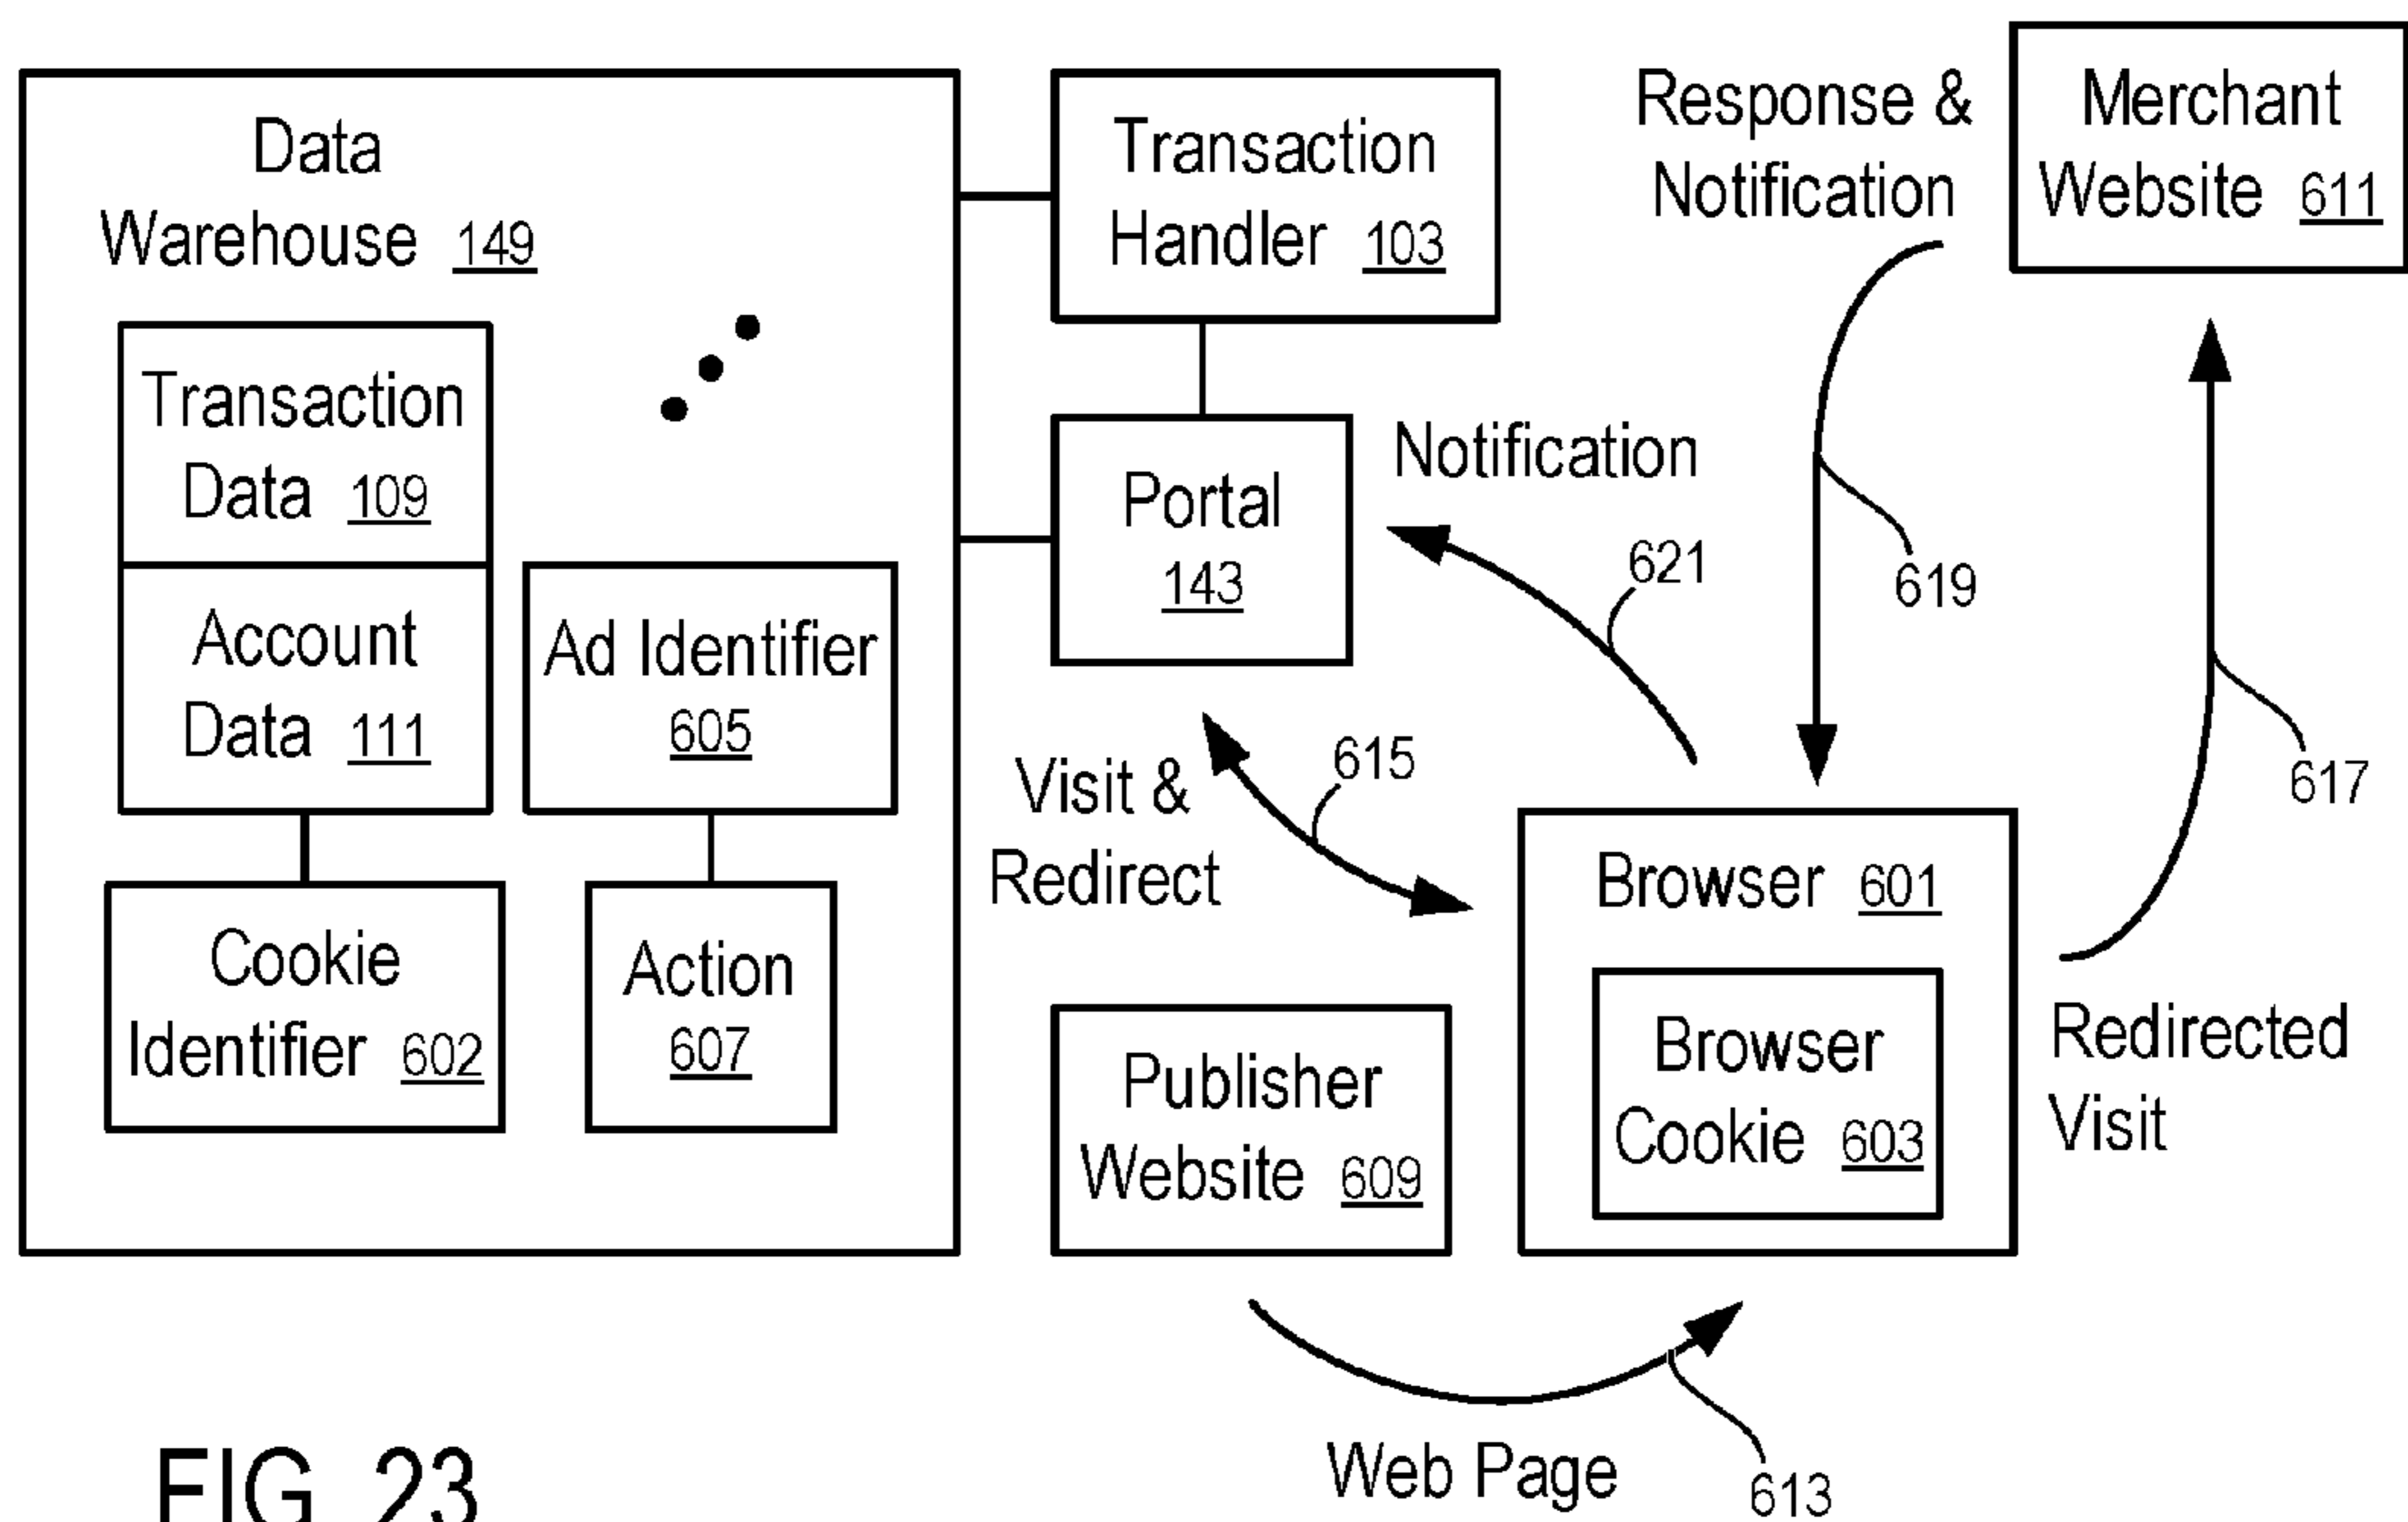 Data
Warehouse 149
Transaction
Data 109
Account
Data 111
Ad Identifier
605
Cookie
Identifier 602
Action
607
Transaction
Handler 103
Portal
143
Notification
621
Visit &
Redirect
615
Response &
Notification
619
Merchant
Website 611
617
Redirected
Visit
Browser 601
Browser
Cookie 603
Publisher
Website 609
Web Page
613
FIG. 23